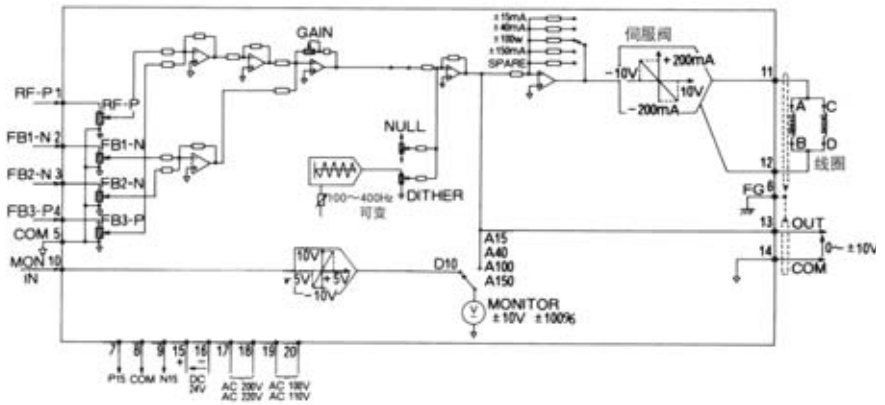 GAIN
±15mA
±40mA
±100w
±150mA
SPARE
伺服阀
+200mA
-10V
10V
-200mA
11
A
C
B
D
线圈
12
FG 6
13
OUT
0～±10V
14
COM
RF-P 1
RF-P
FB1-N 2
FB1-N
FB2-N 3
FB2-N
FB3-P4
FB3-P
COM 5
MON 10
IN
NULL
DITHER
100～400Hz
可变
10V
-5V
+5V
-10V
D10
A15
A40
A100
A150
V
MONITOR
±10V ±100%
7
8
9
15
16
17
18
19
20
+
-
P15
COM
N15
DC
24V
AC 200V
AC 220V
AC 100V
AC 110V